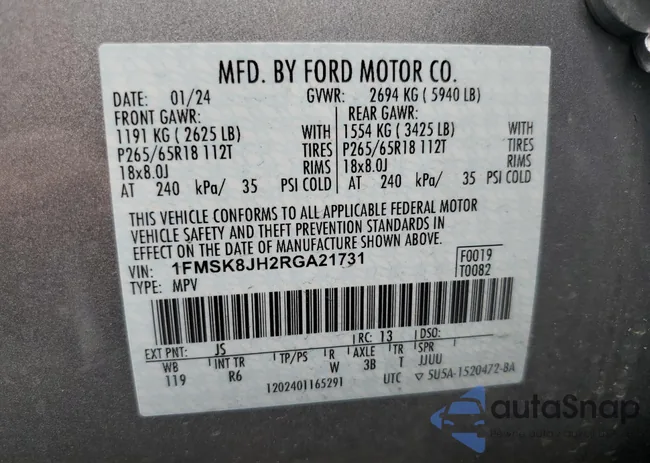 MFD. BY FORD MOTOR CO.
DATE: 01/24 GVWR: 2694 KG ( 5940 LB)
FRONT GAWR: REAR GAWR:
1191 KG ( 2625 LB) WITH 1554 KG ( 3425 LB) WITH
P265/65R18 112T TIRES P265/65R18 112T TIRES
18x8.0J RIMS 18x8.0J RIMS
AT 240 kPa/ 35 PSI COLD AT 240 kPa/ 35 PSI COLD
THIS VEHICLE CONFORMS TO ALL APPLICABLE FEDERAL MOTOR
VEHICLE SAFETY AND THEFT PREVENTION STANDARDS IN
EFFECT ON THE DATE OF MANUFACTURE SHOWN ABOVE.
VIN: 1FMSK8JH2RGA21731 F0019
TYPE: MPV T0082
EXT PNT: JS RC: 13 DSO:
WB INT TR TP/PS R AXLE TR SPR
119 R6 W 3B T JJUU
1202401165291 UTC ▽ 5U5A-1520472-BA
autoSnap